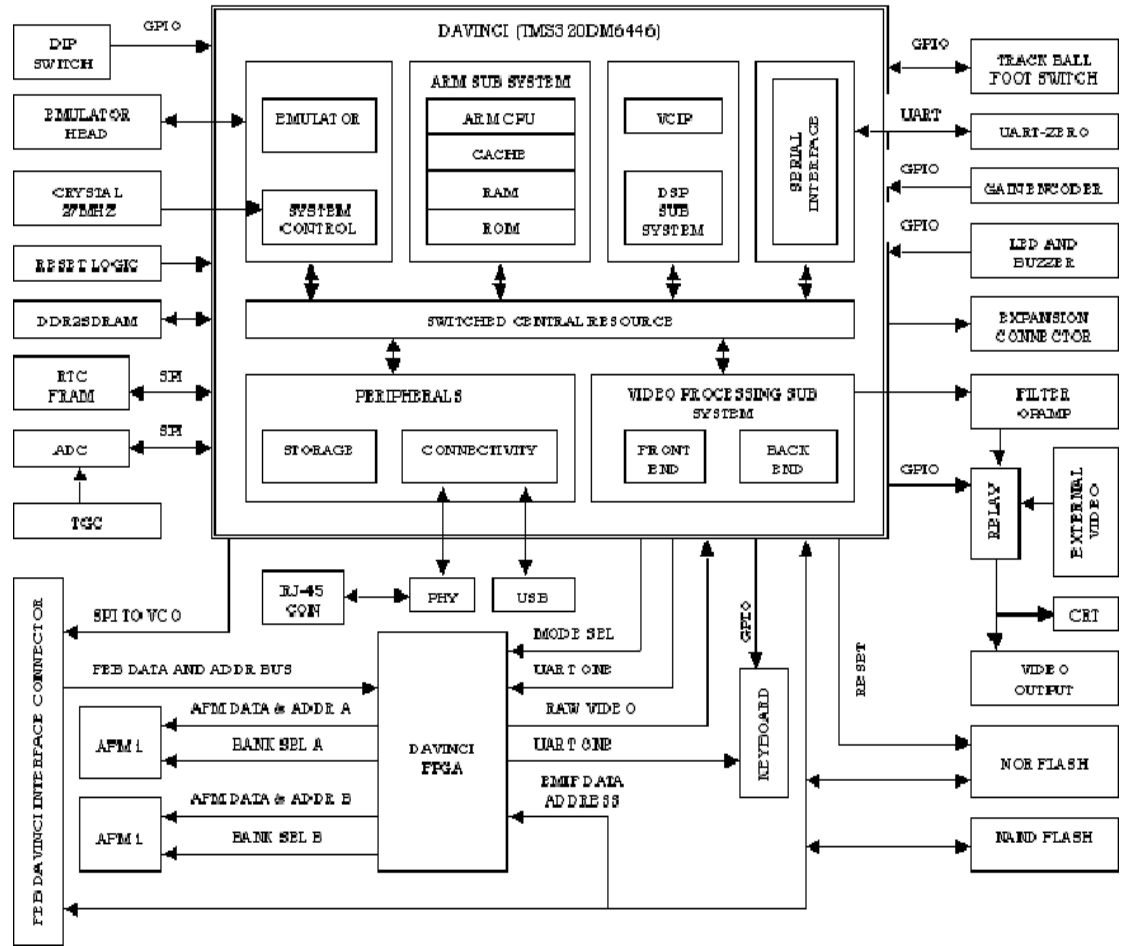 DAVINCI (TMS320DM6446)
GPIO
DIP
SWITCH
EMULATOR
HEAD
CRYSTAL
27MHZ
RESET LOGIC
DDR2SDRAM
RTC
FRAM
SPI
ADC
SPI
TGC
EMULATOR
SYSTEM
CONTROL
ARM SUB SYSTEM
ARM CPU
CACHE
RAM
ROM
VCIP
DSP
SUB
SYSTEM
SERIAL
INTERFACE
SWITCHED CENTRAL RESOURCE
PERIPHERALS
STORAGE
CONNECTIVITY
VIDEO PROCESSING SUB
SYSTEM
FRONT
END
BACK
END
GPIO
TRACK BALL
FOOT SWITCH
UART
UART-ZERO
GPIO
GAIN ENCODER
GPIO
LED AND
BUZZER
EXPANSION
CONNECTOR
FILTER
OPAMP
GPIO
RELAY
EXTERNAL
VIDEO
CRT
VIDEO
OUTPUT
RJ-45
CON
PHY
USB
FEB DAVINCI INTERFACE CONNECTOR
SPI TO VCO
FEB DATA AND ADDR BUS
AFM DATA & ADDR A
AFM 1
BANK SEL A
AFM DATA & ADDR B
AFM 1
BANK SEL B
DAVINCI
FPGA
MODE SEL
UART ONE
RAW VIDEO
UART ONE
EMIF DATA
ADDRESS
GPIO
KEYBOARD
RESET
NOR FLASH
NAND FLASH